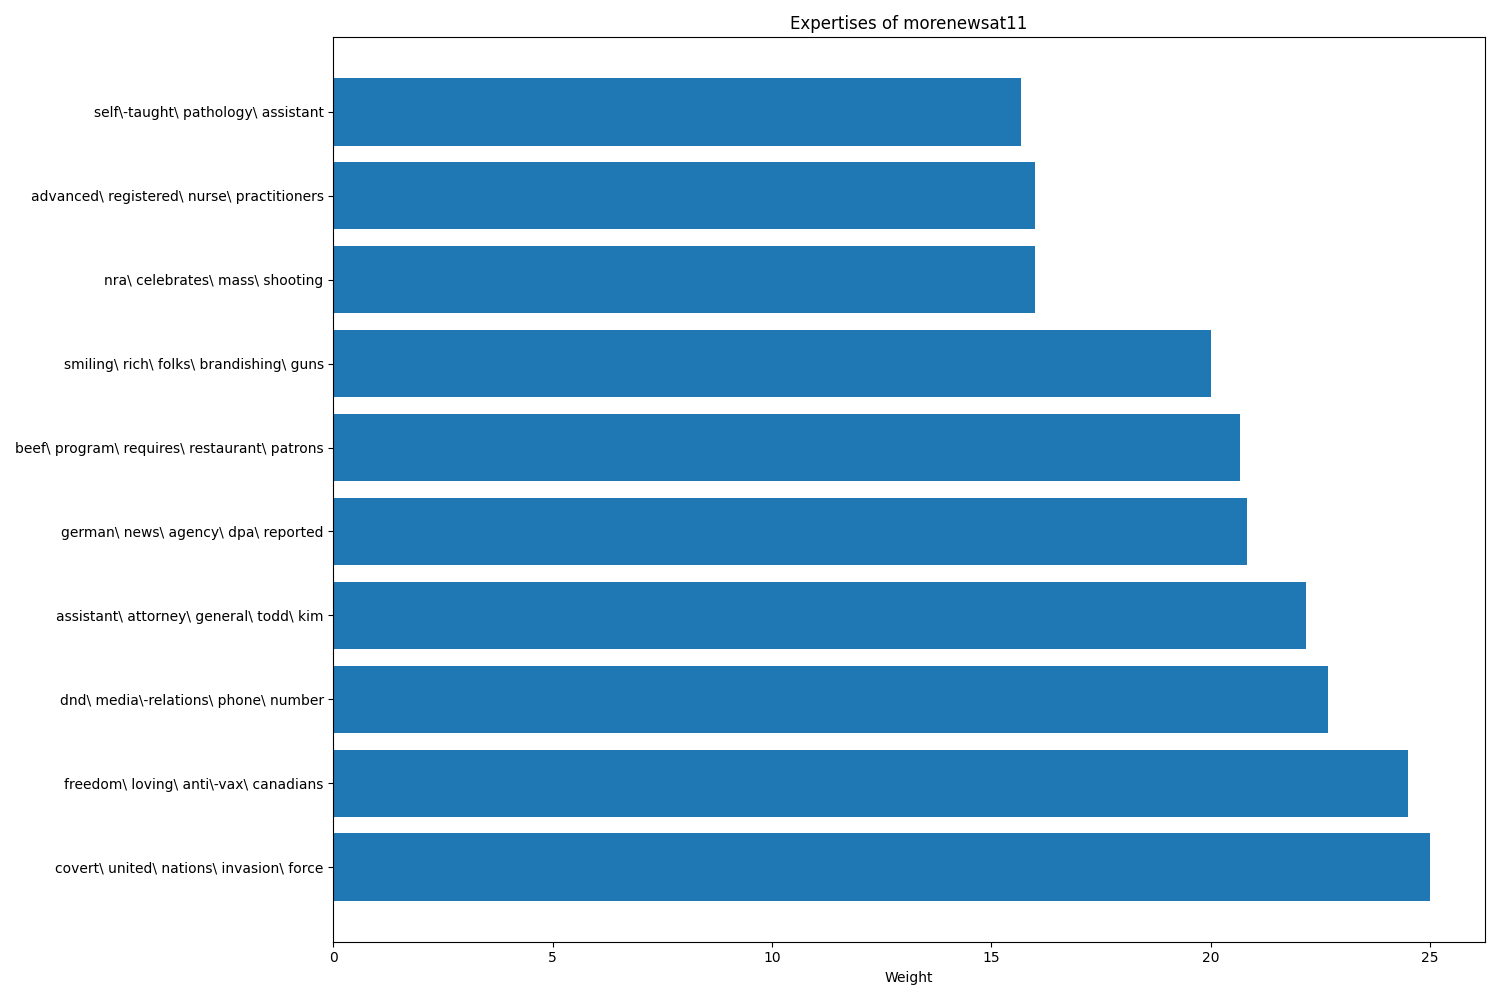 Expertises of morenewsat11
self\-taught\ pathology\ assistant
advanced\ registered\ nurse\ practitioners
nra\ celebrates\ mass\ shooting
smiling\ rich\ folks\ brandishing\ guns
beef\ program\ requires\ restaurant\ patrons
german\ news\ agency\ dpa\ reported
assistant\ attorney\ general\ todd\ kim
dnd\ media\-relations\ phone\ number
freedom\ loving\ anti\-vax\ canadians
covert\ united\ nations\ invasion\ force
0 5 10 15 20 25
Weight